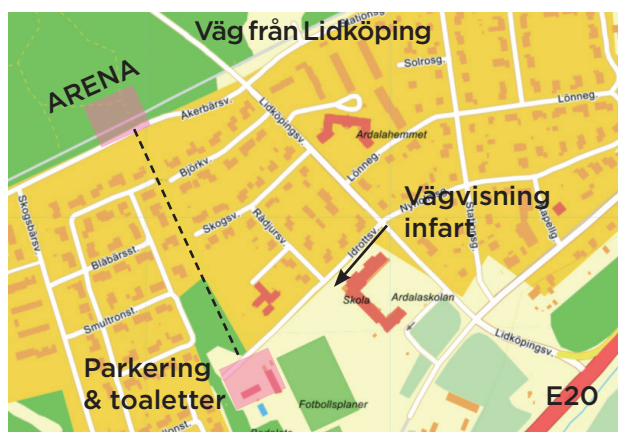 Väg från Lidköping
Stationsg.
ARENA
Solrosg.
Åkerbärsv.
Lidköpingsv.
Lönneg.
Ardalahemmet
Björkv.
Lönneg.
Vägvisning
infart
Skogsbärsv.
Skogsv.
Rådjursv.
Idrottsv.
Blåbärsst.
Skola
Ardalaskolan
Smultronst.
Lidköpingsv.
Parkering
& toaletter
E20
Fotbollsplaner